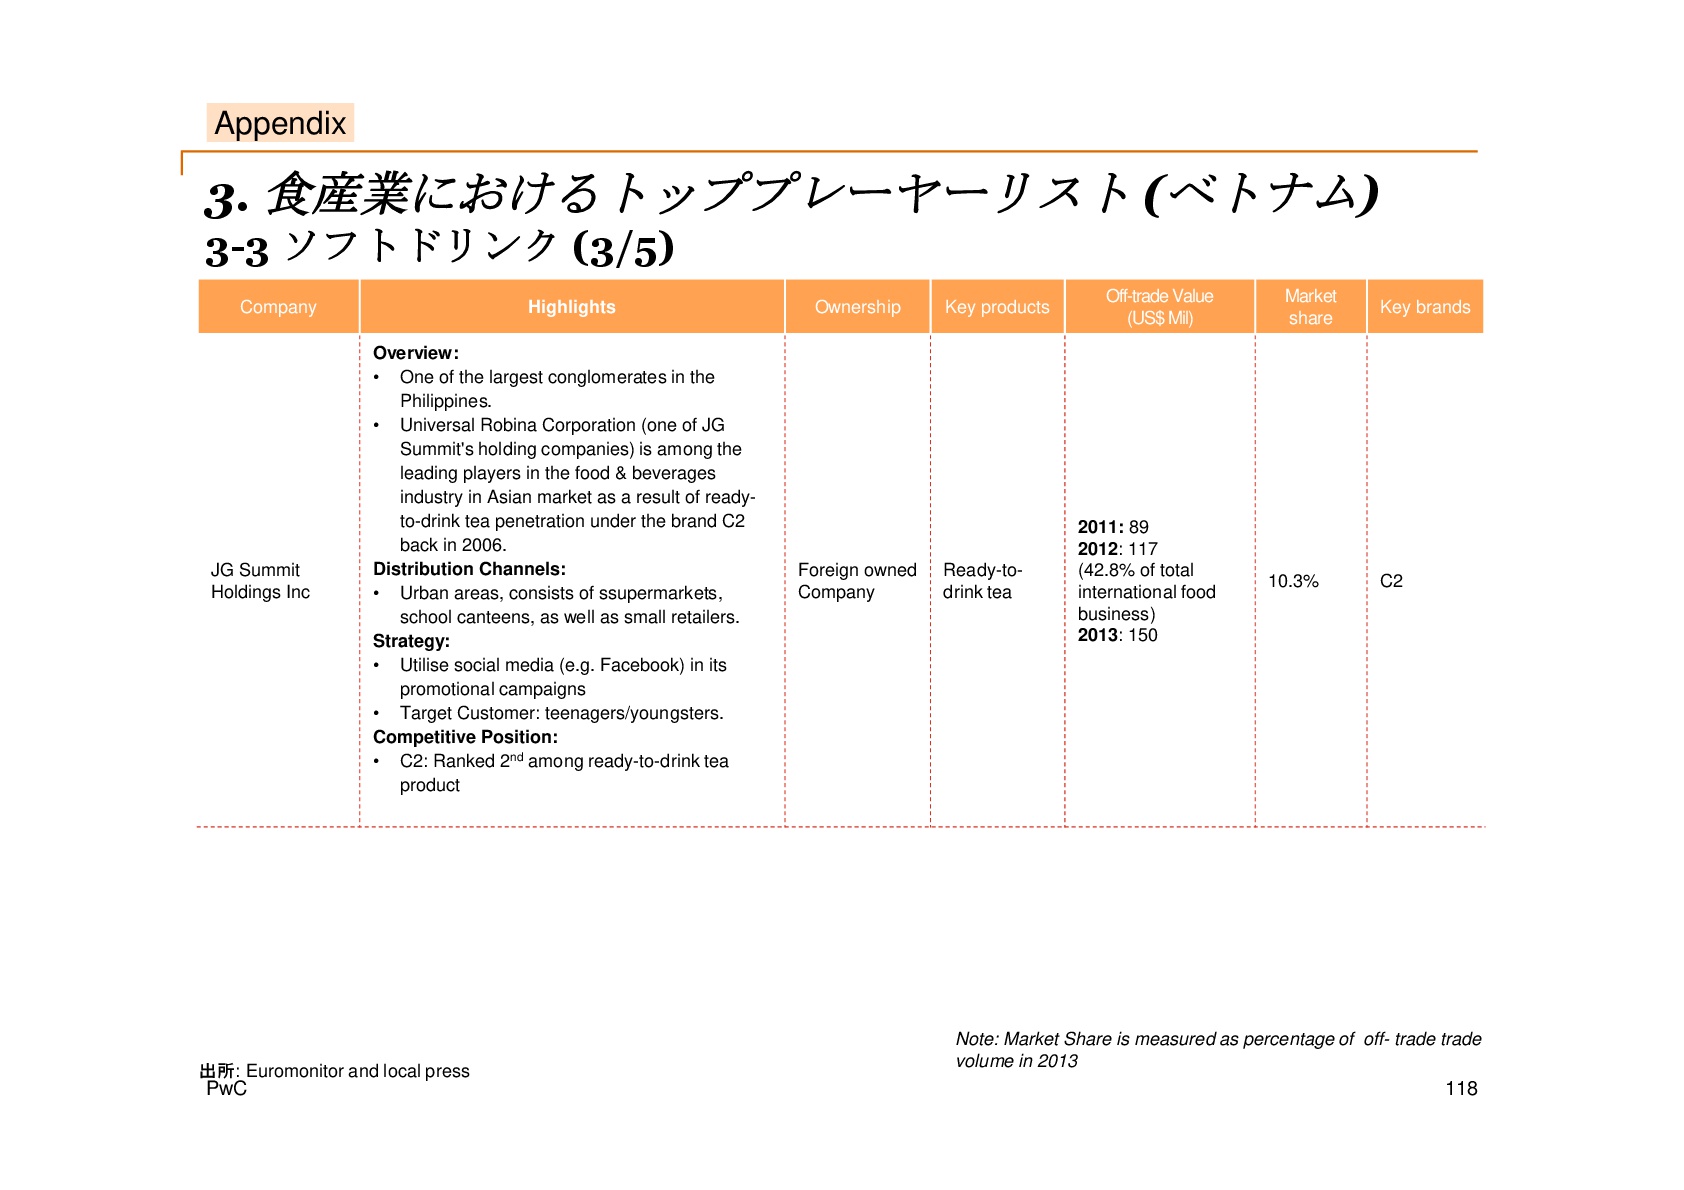 Appendix
3. 食産業におけるトッププレーヤーリスト(ベトナム)
3-3 ソフトドリンク (3/5)
Company
Highlights
Ownership
Key products
Off-trade Value
(US$ Mil)
Market
share
Key brands
JG Summit
Holdings Inc
Overview:
• One of the largest conglomerates in the
Philippines.
• Universal Robina Corporation (one of JG
Summit's holding companies) is among the
leading players in the food & beverages
industry in Asian market as a result of ready-
to-drink tea penetration under the brand C2
back in 2006.
Distribution Channels:
• Urban areas, consists of ssupermarkets,
school canteens, as well as small retailers.
Strategy:
• Utilise social media (e.g. Facebook) in its
promotional campaigns
• Target Customer: teenagers/youngsters.
Competitive Position:
• C2: Ranked 2nd among ready-to-drink tea
product
Foreign owned
Company
Ready-to-
drink tea
2011: 89
2012: 117
(42.8% of total
international food
business)
2013: 150
10.3%
C2
Note: Market Share is measured as percentage of off- trade trade
volume in 2013
出所: Euromonitor and local press
PwC
118